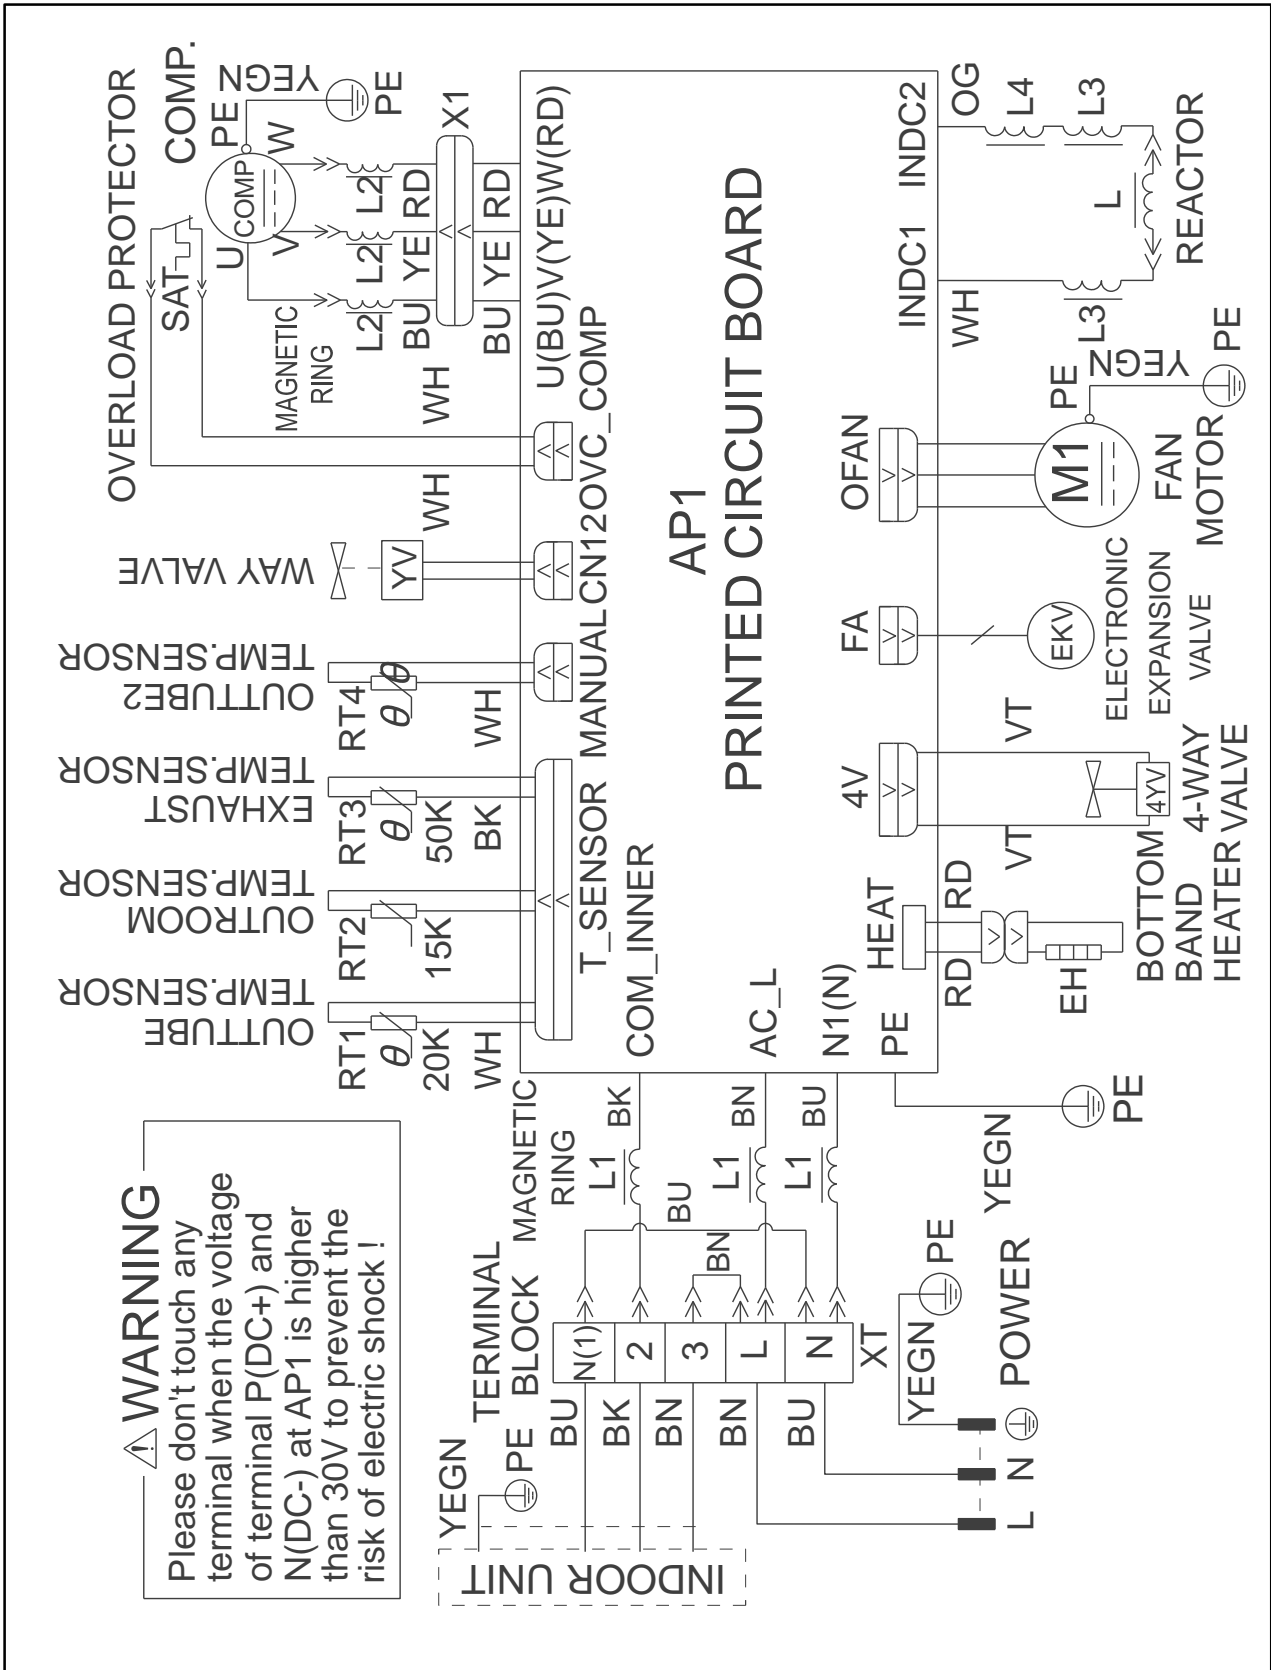 WARNING
Please don't touch any
terminal when the voltage
of terminal P(DC+) and
N(DC-) at AP1 is higher
than 30V to prevent the
risk of electric shock !
OUTTUBE
TEMP.SENSOR
RT1
θ
20K
WH
OUTROOM
TEMP.SENSOR
RT2
15K
EXHAUST
TEMP.SENSOR
RT3
θ
50K
BK
OUTTUBE2
TEMP.SENSOR
RT4
θ
θ
WH
WAY VALVE
YV
OVERLOAD PROTECTOR
SAT
WH
WH
COMP.
COMP
U
V
W
PE
YEGN
PE
MAGNETIC
RING
L2
L2
L2
BU
YE
RD
X1
BU
YE
RD
T_SENSOR
MANUAL
CN12
OVC_COMP
U(BU)V(YE)W(RD)
COM_INNER
AC_L
N1(N)
PE
AP1
PRINTED CIRCUIT BOARD
HEAT
4V
FA
OFAN
INDC1
INDC2
INDOOR UNIT
YEGN
PE
TERMINAL
BLOCK
BU
BK
BN
BN
BU
N(1)
2
3
L
N
XT
MAGNETIC
RING
BU
BN
L1
L1
L1
BK
BN
BU
YEGN
PE
L
N
POWER
YEGN
PE
RD
RD
EH
BOTTOM
BAND
HEATER
VT
VT
4YV
4-WAY
VALVE
EKV
ELECTRONIC
EXPANSION
VALVE
M1
PE
YEGN
PE
FAN
MOTOR
WH
L3
L
REACTOR
OG
L4
L3